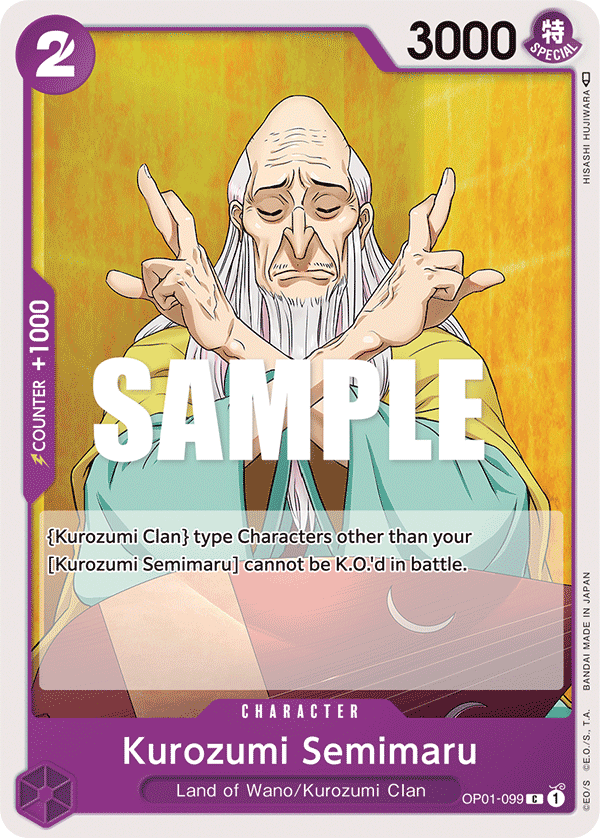 2
3000
特
SPECIAL
HISASHI HUJIWARA
COUNTER +1000
SAMPLE
{Kurozumi Clan} type Characters other than your
[Kurozumi Semimaru] cannot be K.O.'d in battle.
CHARACTER
Kurozumi Semimaru
Land of Wano/Kurozumi Clan
OP01-099 C 1
©E.O/S ©E.O./S., T.A. BANDAI MADE IN JAPAN